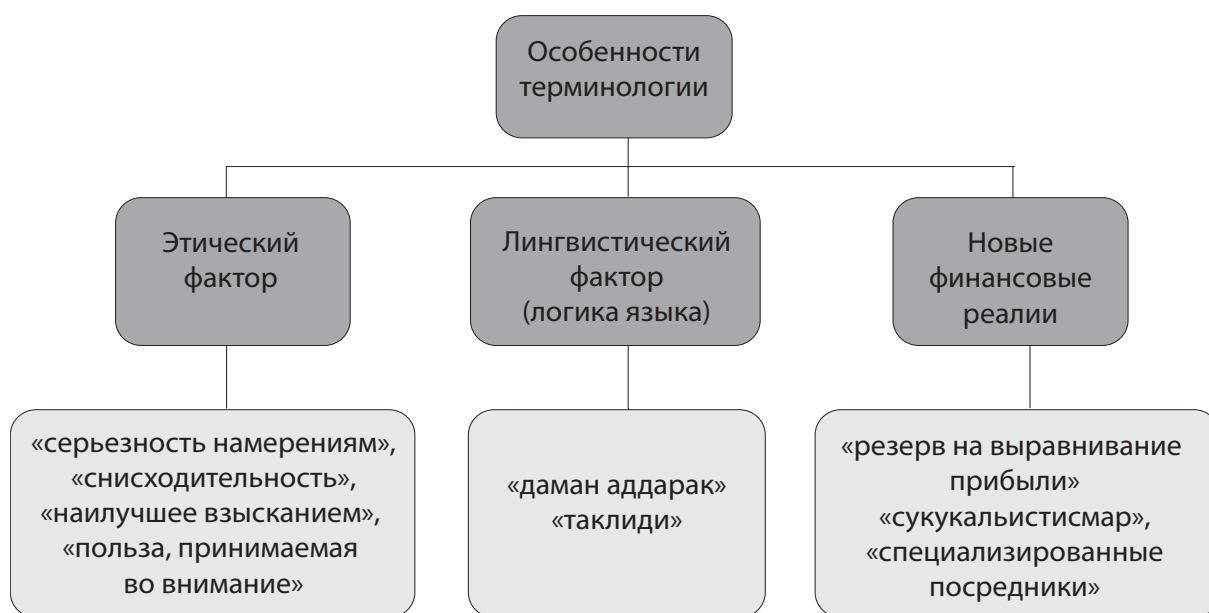 Особенности
терминологии
Этический
фактор
Лингвистический
фактор
(логика языка)
Новые
финансовые
реалии
«серьезность намерениям»,
«снисходительность»,
«наилучшее взысканием»,
«польза, принимаемая
во внимание»
«даман аддарак»
«таклиди»
«резерв на выравнивание
прибыли»
«сукукальистисмар»,
«специализированные
посредники»